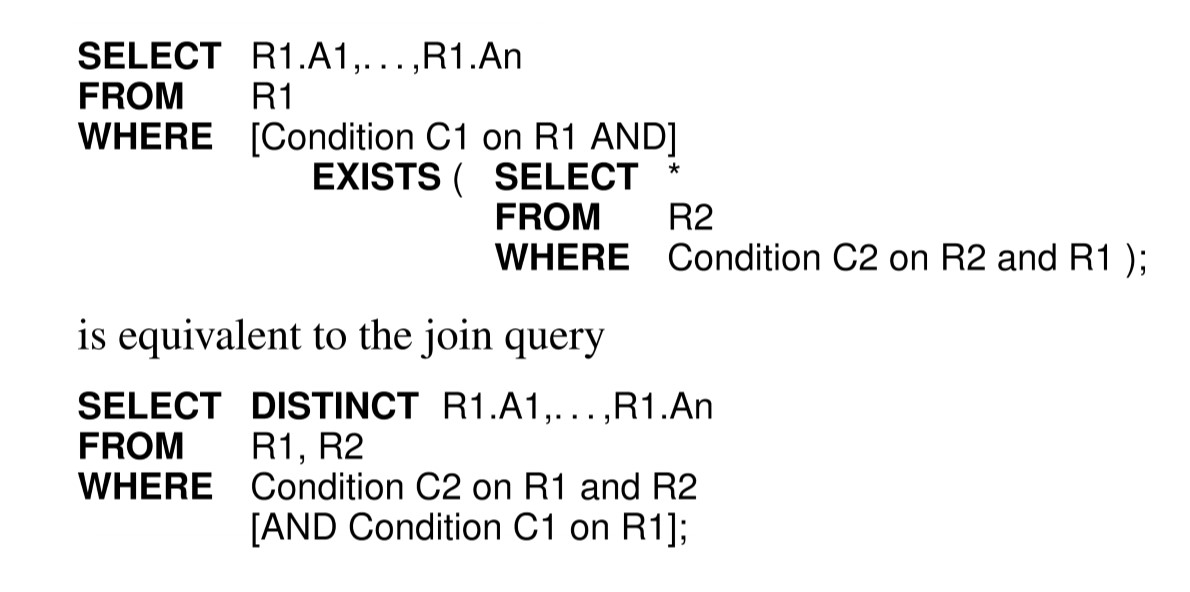 SELECT R1.A1,...,R1.An
FROM R1
WHERE [Condition C1 on R1 AND]
EXISTS ( SELECT *
FROM R2
WHERE Condition C2 on R2 and R1 );
is equivalent to the join query
SELECT DISTINCT R1.A1,...,R1.An
FROM R1, R2
WHERE Condition C2 on R1 and R2
[AND Condition C1 on R1];